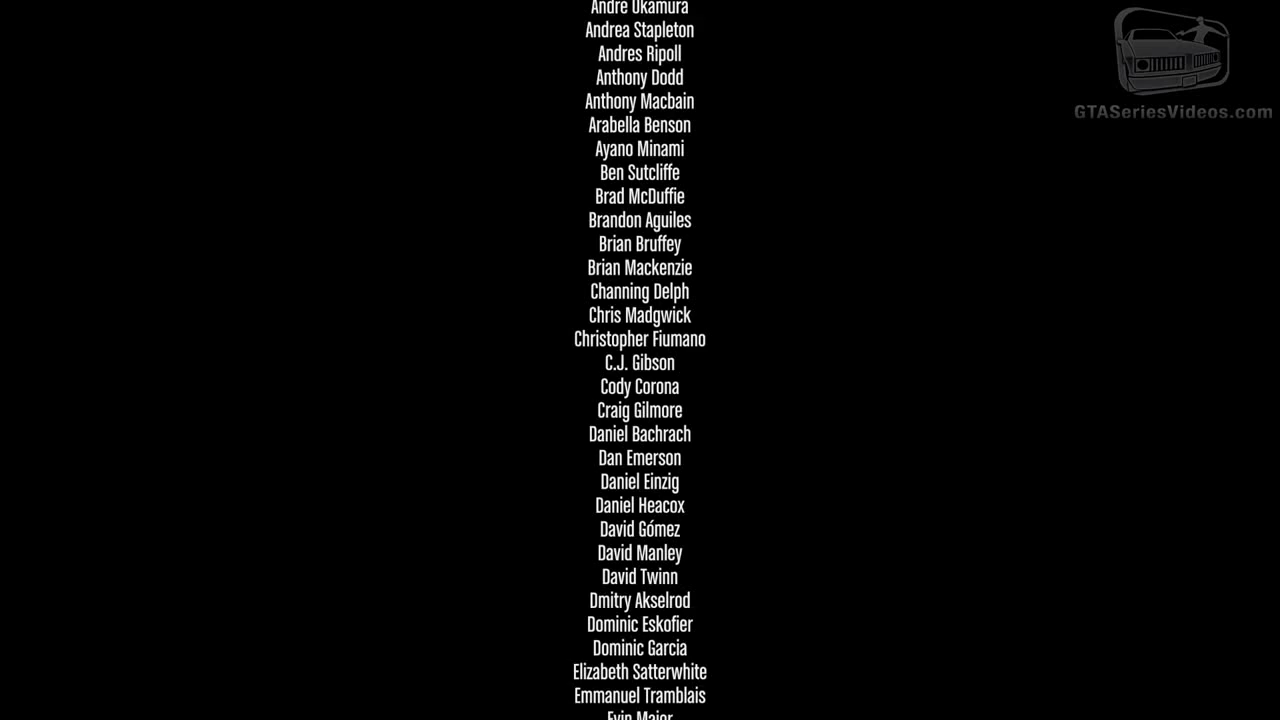 Andre Okamura
Andrea Stapleton
Andres Ripoll
Anthony Dodd
Anthony Macbain
Arabella Benson
Ayano Minami
Ben Sutcliffe
Brad McDuffie
Brandon Aguiles
Brian Bruffey
Brian Mackenzie
Channing Delph
Chris Madgwick
Christopher Fiumano
C.J. Gibson
Cody Corona
Craig Gilmore
Daniel Bachrach
Dan Emerson
Daniel Einzig
Daniel Heacox
David Gómez
David Manley
David Twinn
Dmitry Akselrod
Dominic Eskofier
Dominic Garcia
Elizabeth Satterwhite
Emmanuel Tramblais
GTASeriesVideos.com